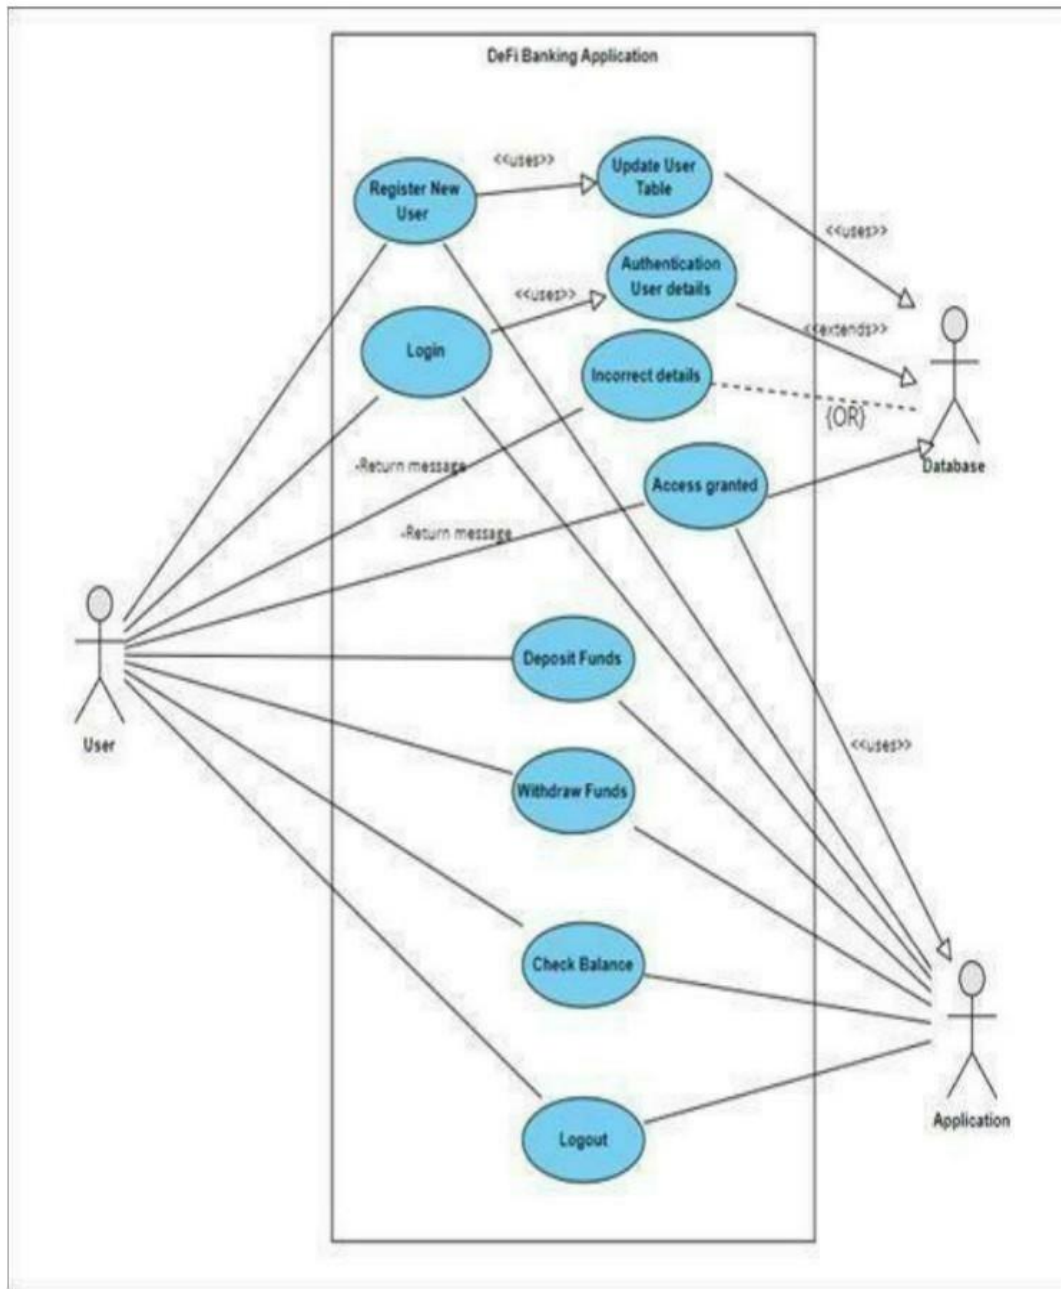 DeFi Banking Application
<<uses>>
Update User
Table
Register New
User
<<uses>>
Authentication
User details
<<uses>>
<<extends>>
Login
Incorrect details
{OR}
Database
-Return message
Access granted
-Return message
Deposit Funds
User
<<uses>>
Withdraw Funds
Check Balance
Application
Logout